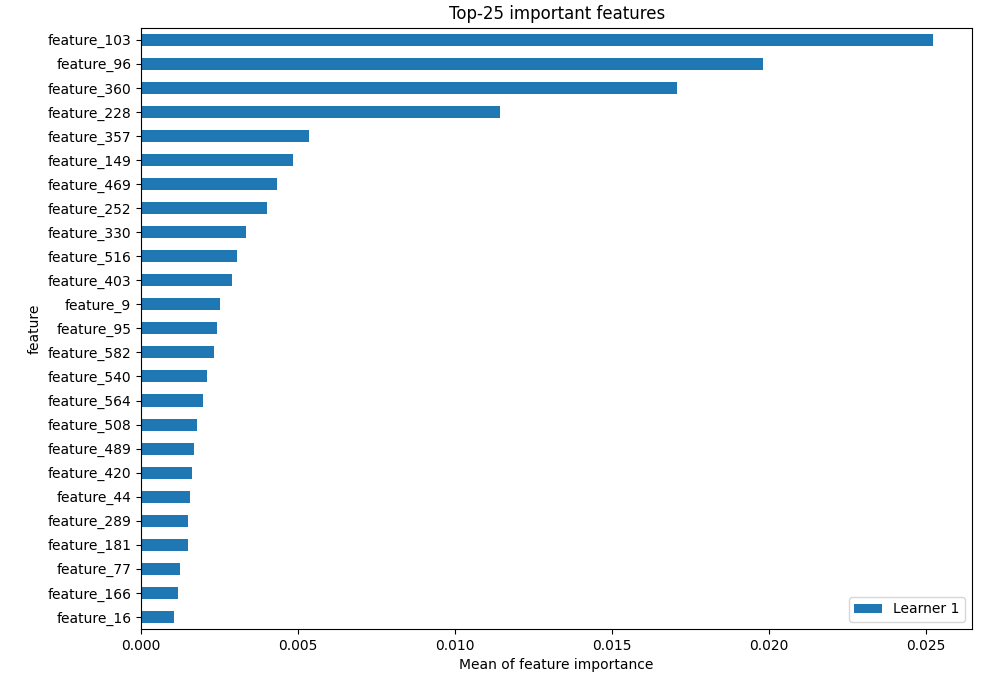 Top-25 important features
feature_103
feature_96
feature_360
feature_228
feature_357
feature_149
feature_469
feature_252
feature_330
feature_516
feature_403
feature_9
feature_95
feature_582
feature_540
feature_564
feature_508
feature_489
feature_420
feature_44
feature_289
feature_181
feature_77
feature_166
feature_16
feature
Learner 1
0.000 0.005 0.010 0.015 0.020 0.025
Mean of feature importance